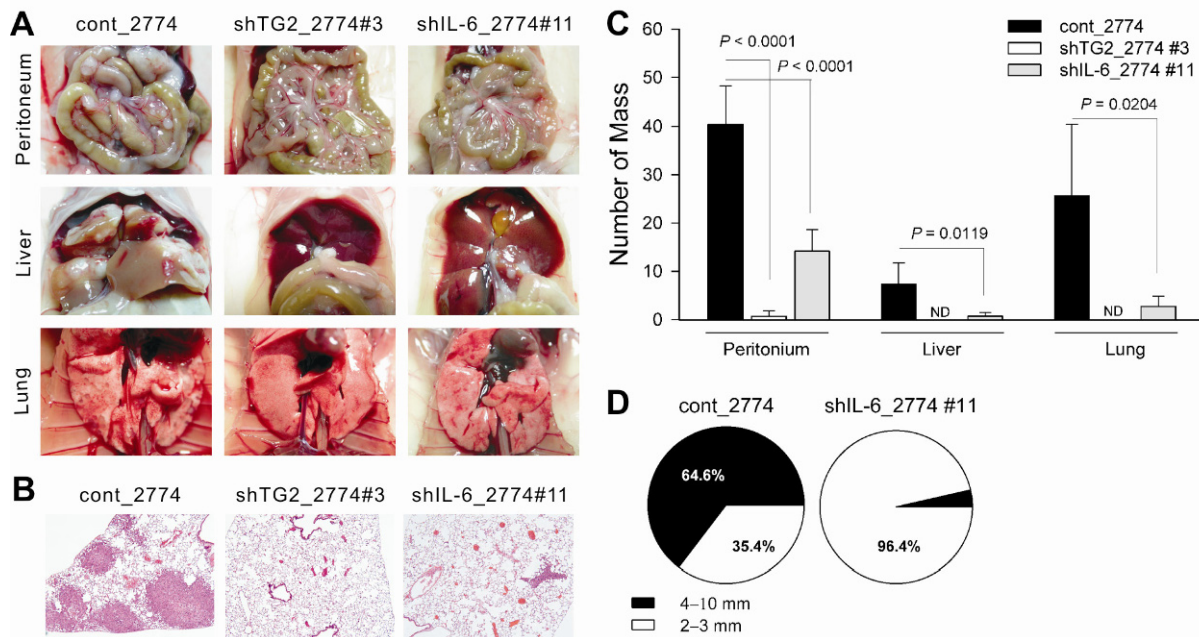 A
cont_2774 shTG2_2774#3 shIL-6_2774#11
Peritoneum
Liver
Lung
B
cont_2774 shTG2_2774#3 shIL-6_2774#11
C
cont_2774
shTG2_2774 #3
shIL-6_2774 #11
Number of Mass
60
50
40
30
20
10
0
P < 0.0001
P < 0.0001
P = 0.0119
P = 0.0204
ND
ND
Peritonium Liver Lung
D
cont_2774 shIL-6_2774 #11
64.6%
35.4%
96.4%
4–10 mm
2–3 mm